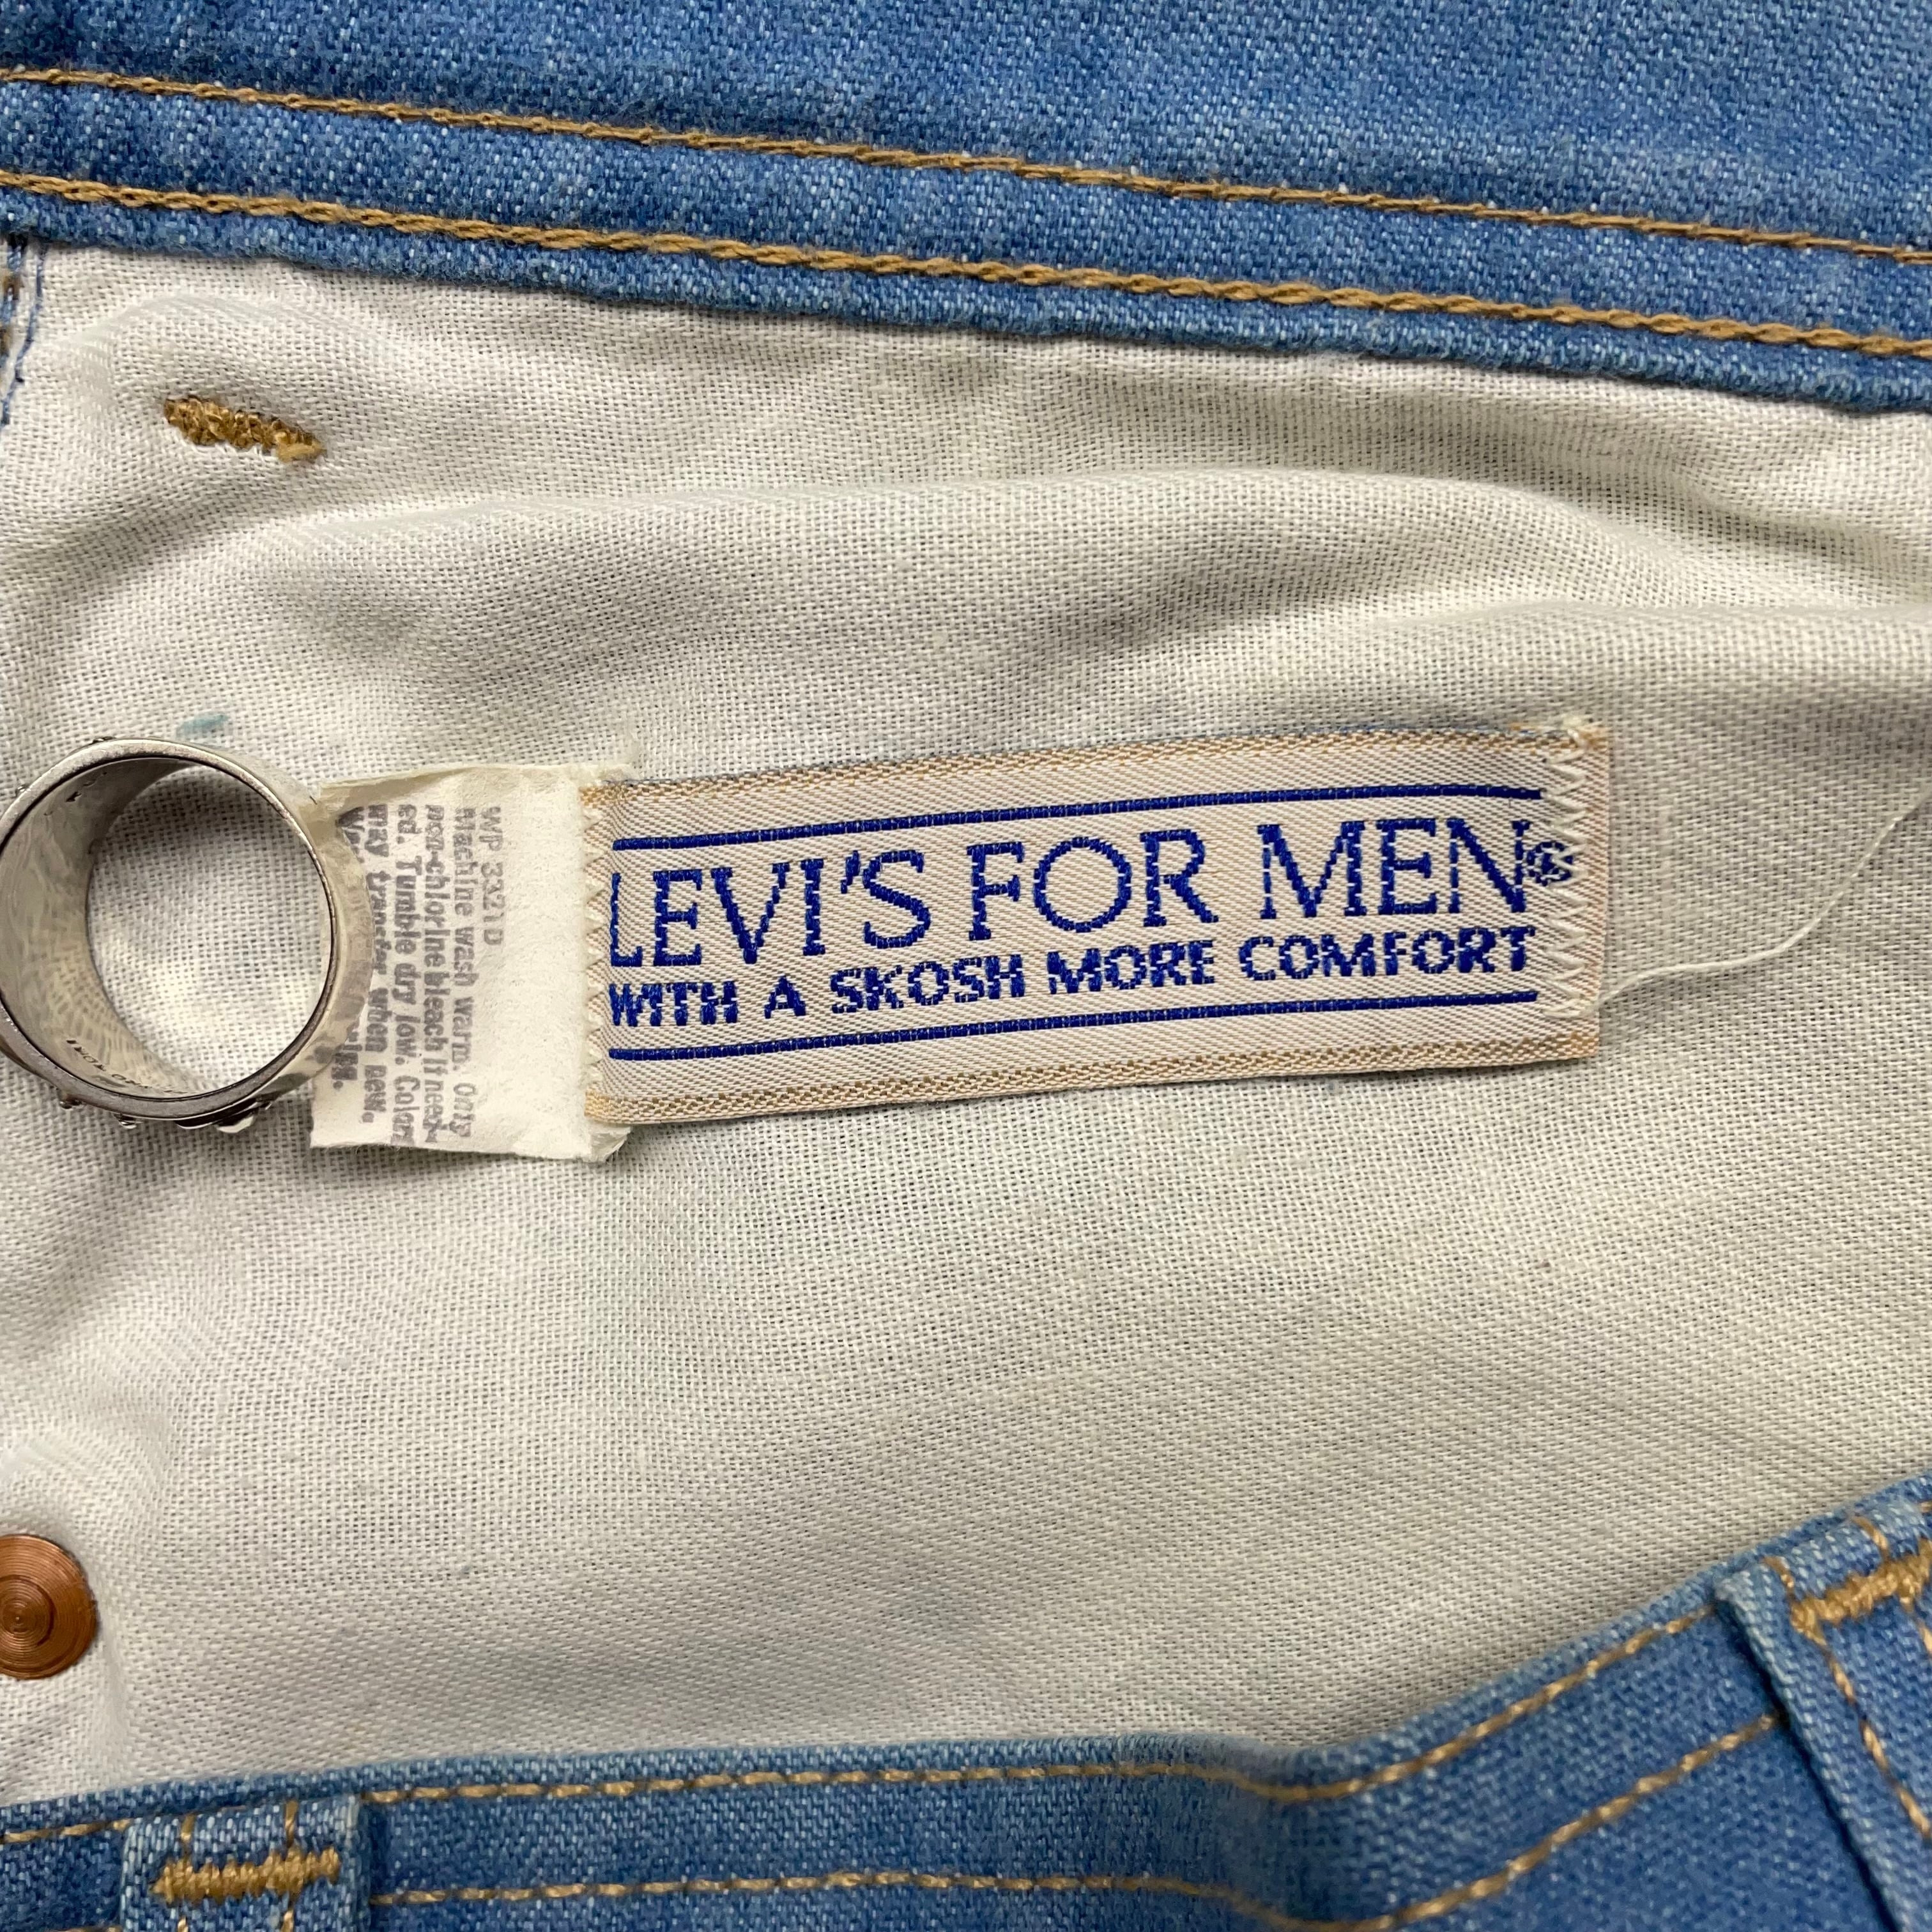 LEVI'S FOR MEN®
WITH A SKOSH MORE COMFORT
WP 3321D
Machine wash warm. Only
non-chlorine bleach if need-
ed. Tumble dry low. Color
may transfer when new.